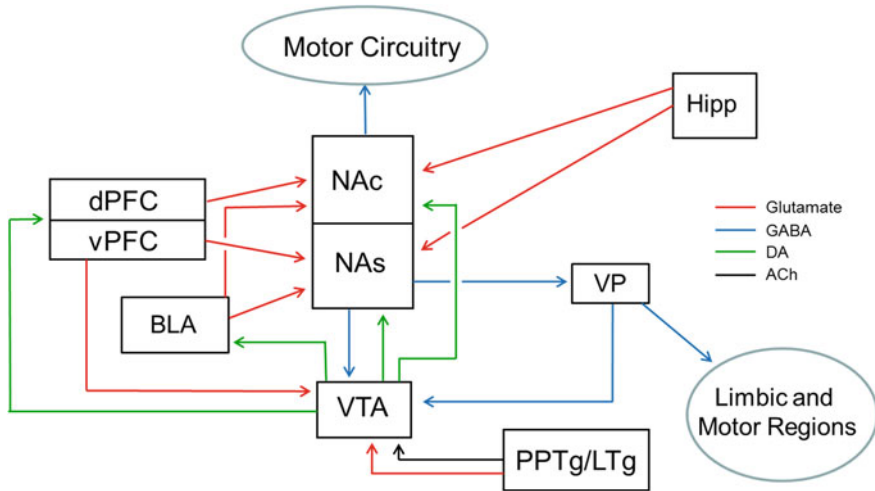 Motor Circuitry
Hipp
NAc
dPFC
vPFC
NAs
Glutamate
GABA
DA
ACh
VP
BLA
VTA
Limbic and
Motor Regions
PPTg/LTg